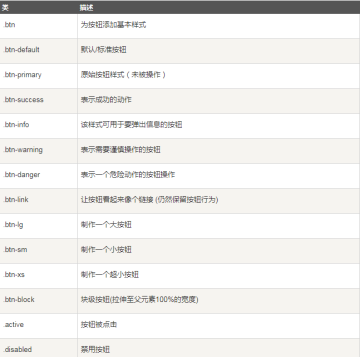 类 描述
.btn 为按钮添加基本样式
.btn-default 默认/标准按钮
.btn-primary 原始按钮样式（未被操作）
.btn-success 表示成功的动作
.btn-info 该样式可用于要弹出信息的按钮
.btn-warning 表示需要谨慎操作的按钮
.btn-danger 表示一个危险动作的按钮操作
.btn-link 让按钮看起来像个链接 (仍然保留按钮行为)
.btn-lg 制作一个大按钮
.btn-sm 制作一个小按钮
.btn-xs 制作一个超小按钮
.btn-block 块级按钮(拉伸至父元素100%的宽度)
.active 按钮被点击
.disabled 禁用按钮